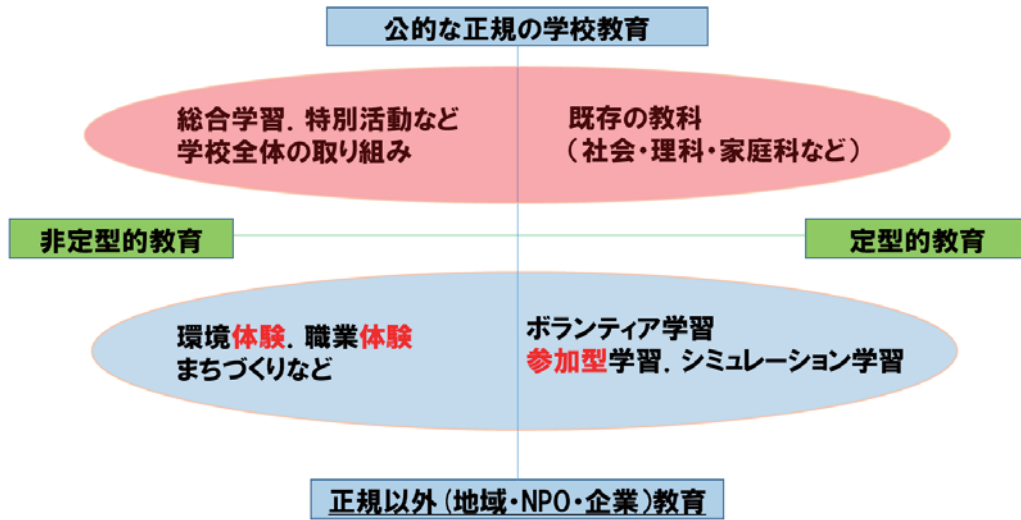 公的な正規の学校教育
総合学習．特別活動など
学校全体の取り組み
既存の教科
（社会・理科・家庭科など）
非定型的教育
定型的教育
環境体験．職業体験
まちづくりなど
ボランティア学習
参加型学習．シミュレーション学習
正規以外（地域・NPO・企業）教育